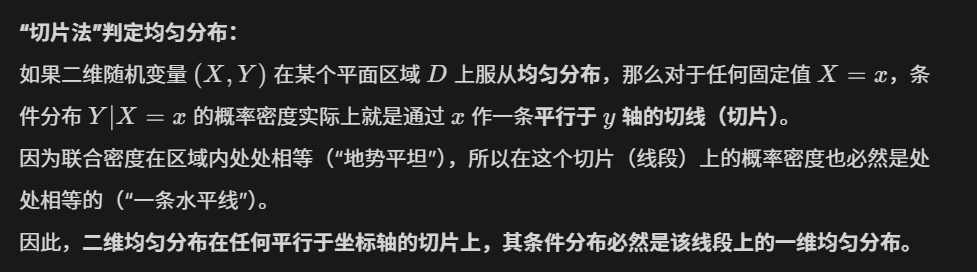 “切片法”判定均匀分布：
如果二维随机变量 (X, Y) 在某个平面区域 D 上服从均匀分布，那么对于任何固定值 X = x，条
件分布 Y|X = x 的概率密度实际上就是通过 x 作一条平行于 y 轴的切线（切片）。
因为联合密度在区域内处处相等（“地势平坦”），所以在这个切片（线段）上的概率密度也必然是处
处相等的（“一条水平线”）。
因此，二维均匀分布在任何平行于坐标轴的切片上，其条件分布必然是该线段上的一维均匀分布。